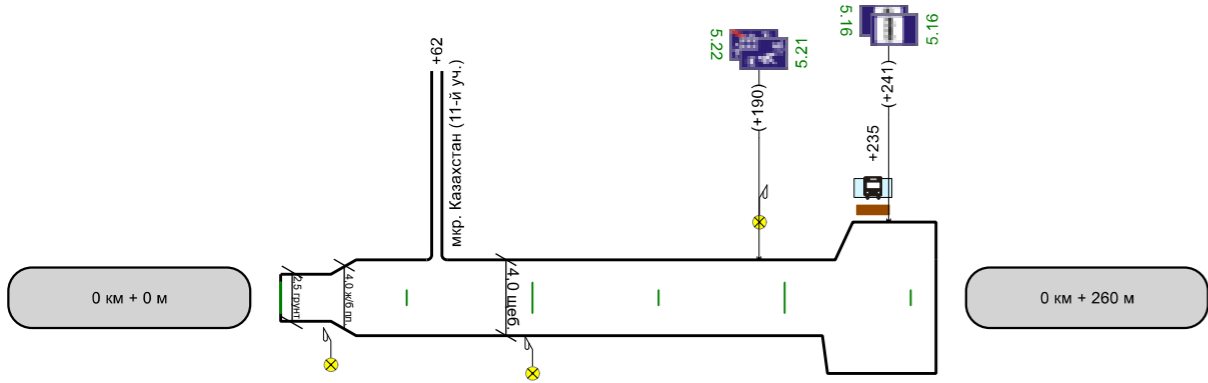 0 км + 0 м
2,5 грунт
4,0 ж/б пл.
+62
мкр. Казахстан (11-й уч.)
4,0 щеб.
5.22
5.21
(+190)
5.16
5.16
(+241)
+235
0 км + 260 м